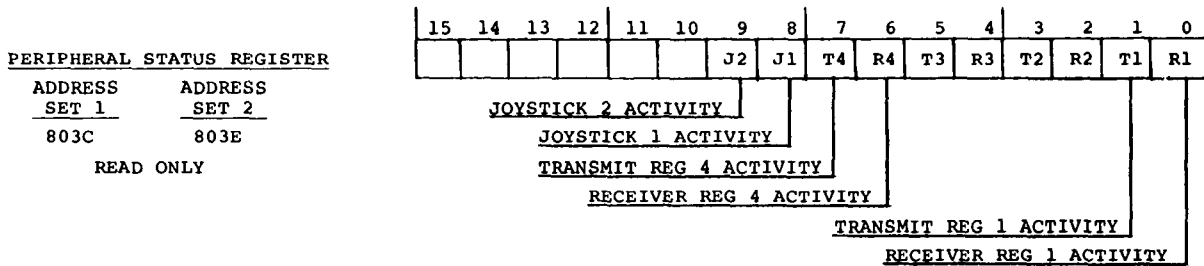 15 14 13 12 11 10 9 8 7 6 5 4 3 2 1 0
J2 J1 T4 R4 T3 R3 T2 R2 T1 R1
PERIPHERAL STATUS REGISTER
ADDRESS ADDRESS
SET 1 SET 2
803C 803E
READ ONLY
JOYSTICK 2 ACTIVITY
JOYSTICK 1 ACTIVITY
TRANSMIT REG 4 ACTIVITY
RECEIVER REG 4 ACTIVITY
TRANSMIT REG 1 ACTIVITY
RECEIVER REG 1 ACTIVITY